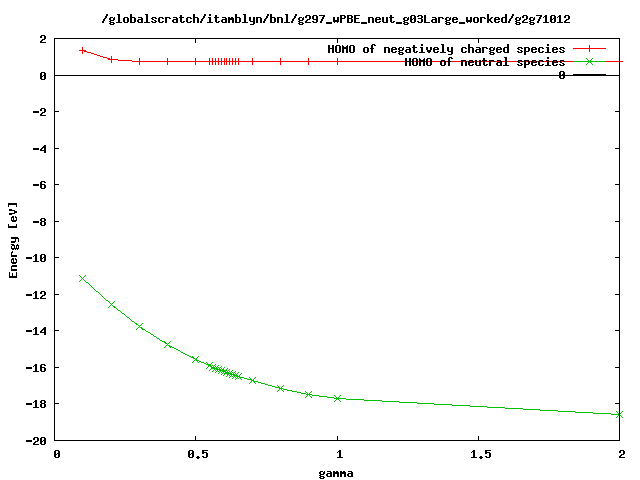 /globalscratch/itamblyn/bnl/g297_wPBE_neut_g03Large_worked/g2g71012
HOMO of negatively charged species
HOMO of neutral species
0
2
0
-2
-4
-6
-8
-10
-12
-14
-16
-18
-20
Energy [eV]
0 0.5 1 1.5 2
gamma